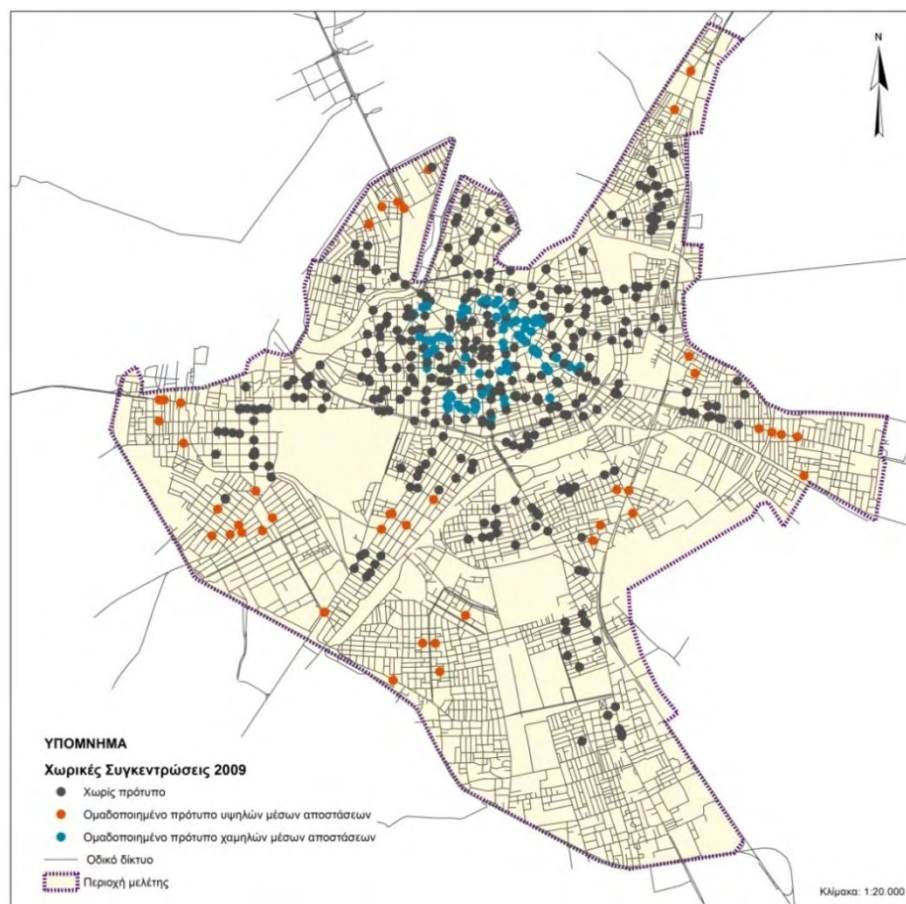 N
ΥΠΟΜΝΗΜΑ
Χωρικές Συγκεντρώσεις 2009
Χωρίς πρότυπο
Ομαδοποιημένο πρότυπο υψηλών μέσων αποστάσεων
Ομαδοποιημένο πρότυπο χαμηλών μέσων αποστάσεων
Οδικό δίκτυο
Περιοχή μελέτης
Κλίμακα: 1:20.000